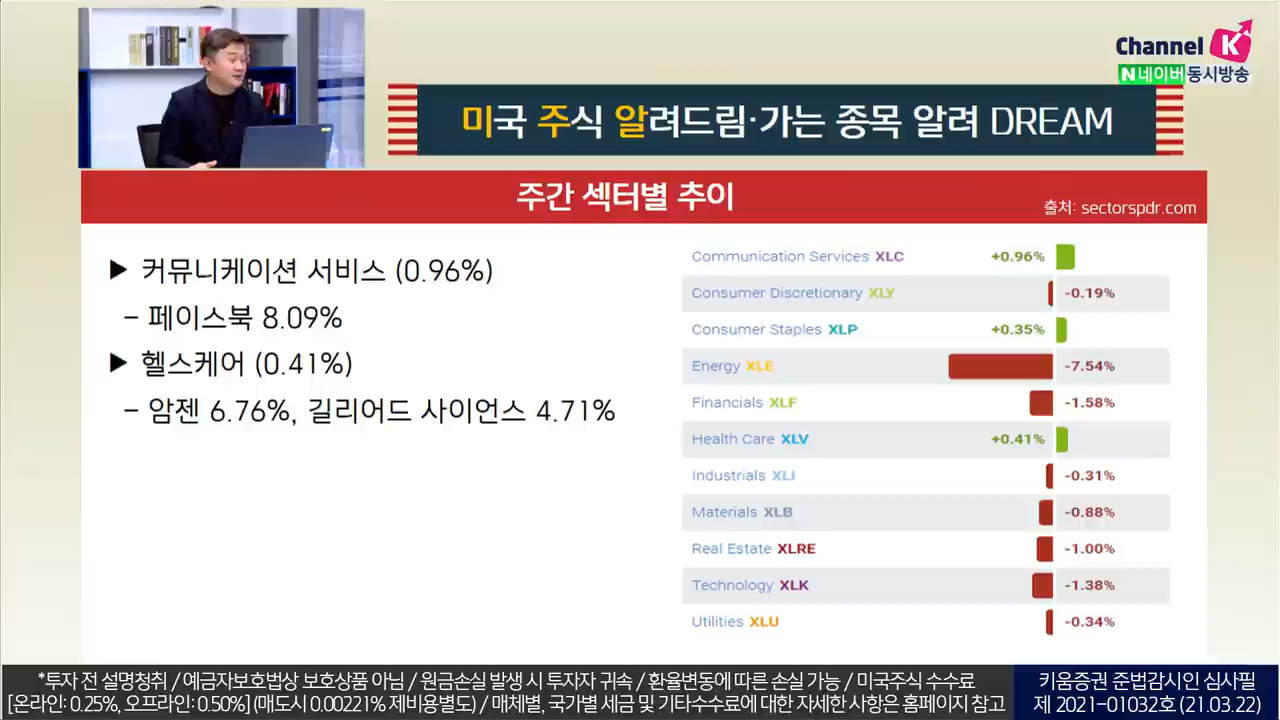 Channel K
N 네이버 동시방송
미국 주식 알려드림·가는 종목 알려 DREAM
주간 섹터별 추이
출처: sectorspdr.com
▶ 커뮤니케이션 서비스 (0.96%)
– 페이스북 8.09%
▶ 헬스케어 (0.41%)
– 암젠 6.76%, 길리어드 사이언스 4.71%
Communication Services XLC +0.96%
Consumer Discretionary XLY -0.19%
Consumer Staples XLP +0.35%
Energy XLE -7.54%
Financials XLF -1.58%
Health Care XLV +0.41%
Industrials XLI -0.31%
Materials XLB -0.88%
Real Estate XLRE -1.00%
Technology XLK -1.38%
Utilities XLU -0.34%
*투자 전 설명청취 / 예금자보호법상 보호상품 아님 / 원금손실 발생 시 투자자 귀속 / 환율변동에 따른 손실 가능 / 미국주식 수수료
[온라인: 0.25%, 오프라인: 0.50%] (매도시 0.00221% 제비용별도) / 매체별, 국가별 세금 및 기타수수료에 대한 자세한 사항은 홈페이지 참고
키움증권 준법감시인 심사필
제 2021-01032호 (21.03.22)